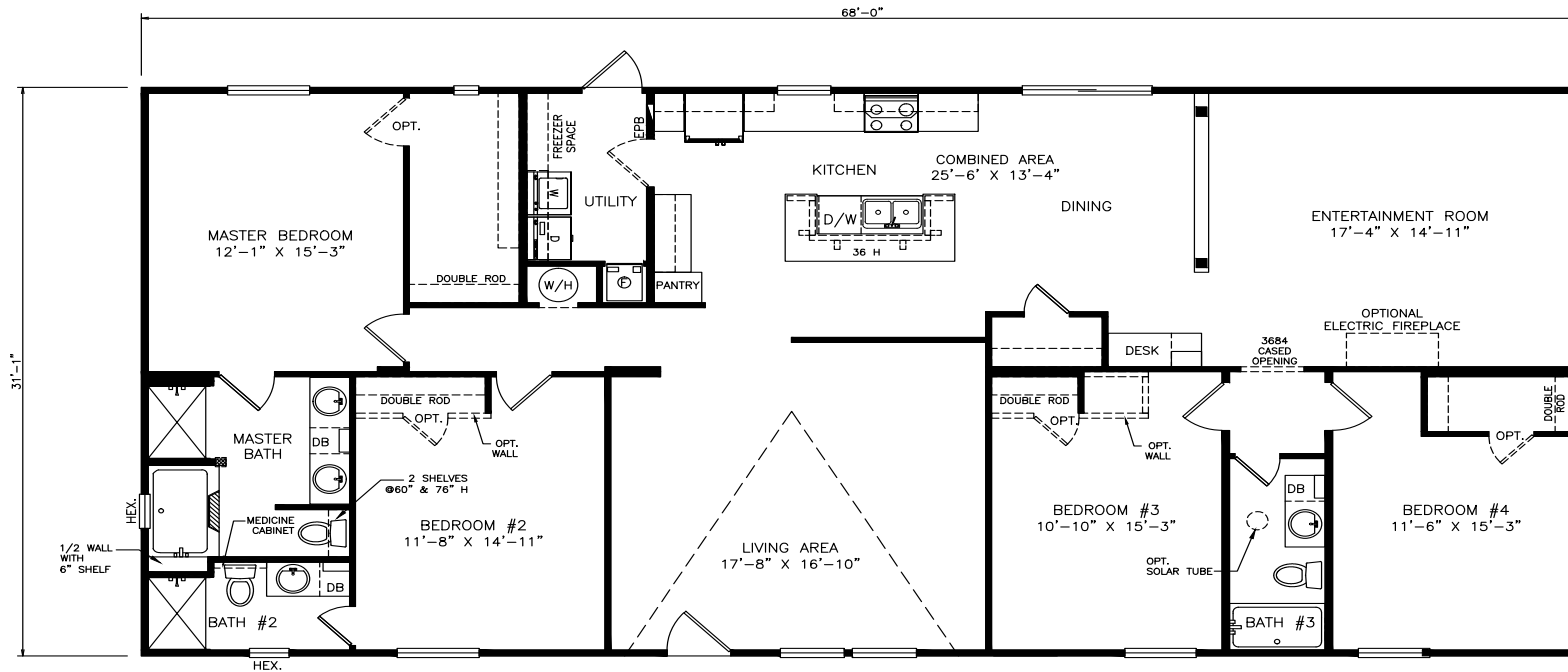 68'-0"
31'-1"
OPT.
FREEZER
SPACE
EPB
W
D
UTILITY
KITCHEN
COMBINED AREA
25'-6' X 13'-4"
DINING
D/W
36 H
MASTER BEDROOM
12'-1" X 15'-3"
DOUBLE ROD
W/H
F
PANTRY
ENTERTAINMENT ROOM
17'-4" X 14'-11"
OPTIONAL
ELECTRIC FIREPLACE
DESK
3684
CASED
OPENING
MASTER
BATH
DB
DOUBLE ROD
OPT.
OPT.
WALL
2 SHELVES
@60" & 76" H
HEX.
MEDICINE
CABINET
1/2 WALL
WITH
6" SHELF
BEDROOM #2
11'-8" X 14'-11"
BATH #2
DB
HEX.
LIVING AREA
17'-8" X 16'-10"
DOUBLE ROD
OPT.
OPT.
WALL
BEDROOM #3
10'-10" X 15'-3"
OPT.
SOLAR TUBE
DB
BATH #3
DOUBLE
ROD
OPT.
BEDROOM #4
11'-6" X 15'-3"